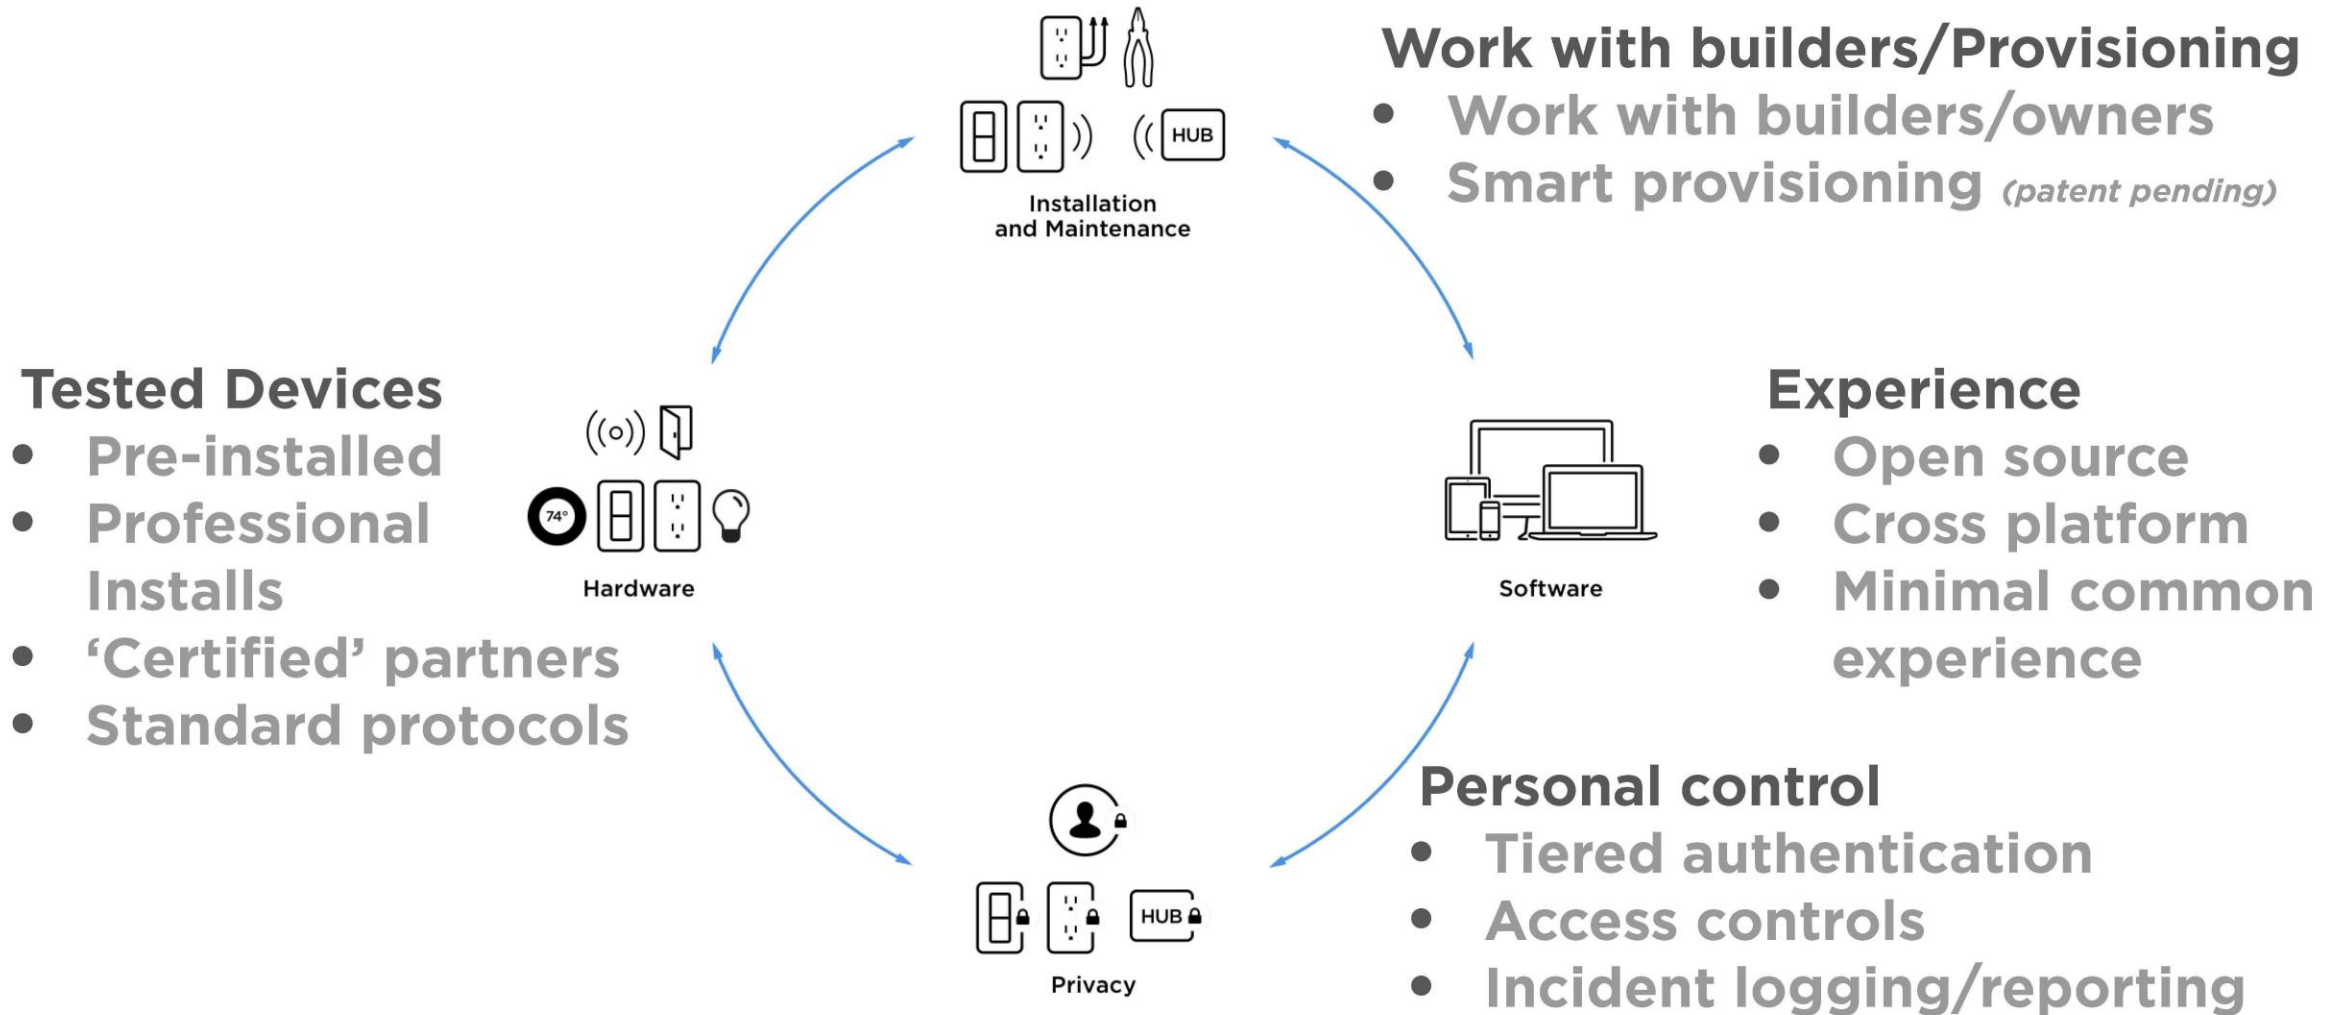 HUB
Installation
and Maintenance
Work with builders/Provisioning
• Work with builders/owners
• Smart provisioning (patent pending)
Tested Devices
• Pre-installed
• Professional
Installs
• ‘Certified’ partners
• Standard protocols
74°
Hardware
Software
Experience
• Open source
• Cross platform
• Minimal common
experience
HUB
Privacy
Personal control
• Tiered authentication
• Access controls
• Incident logging/reporting